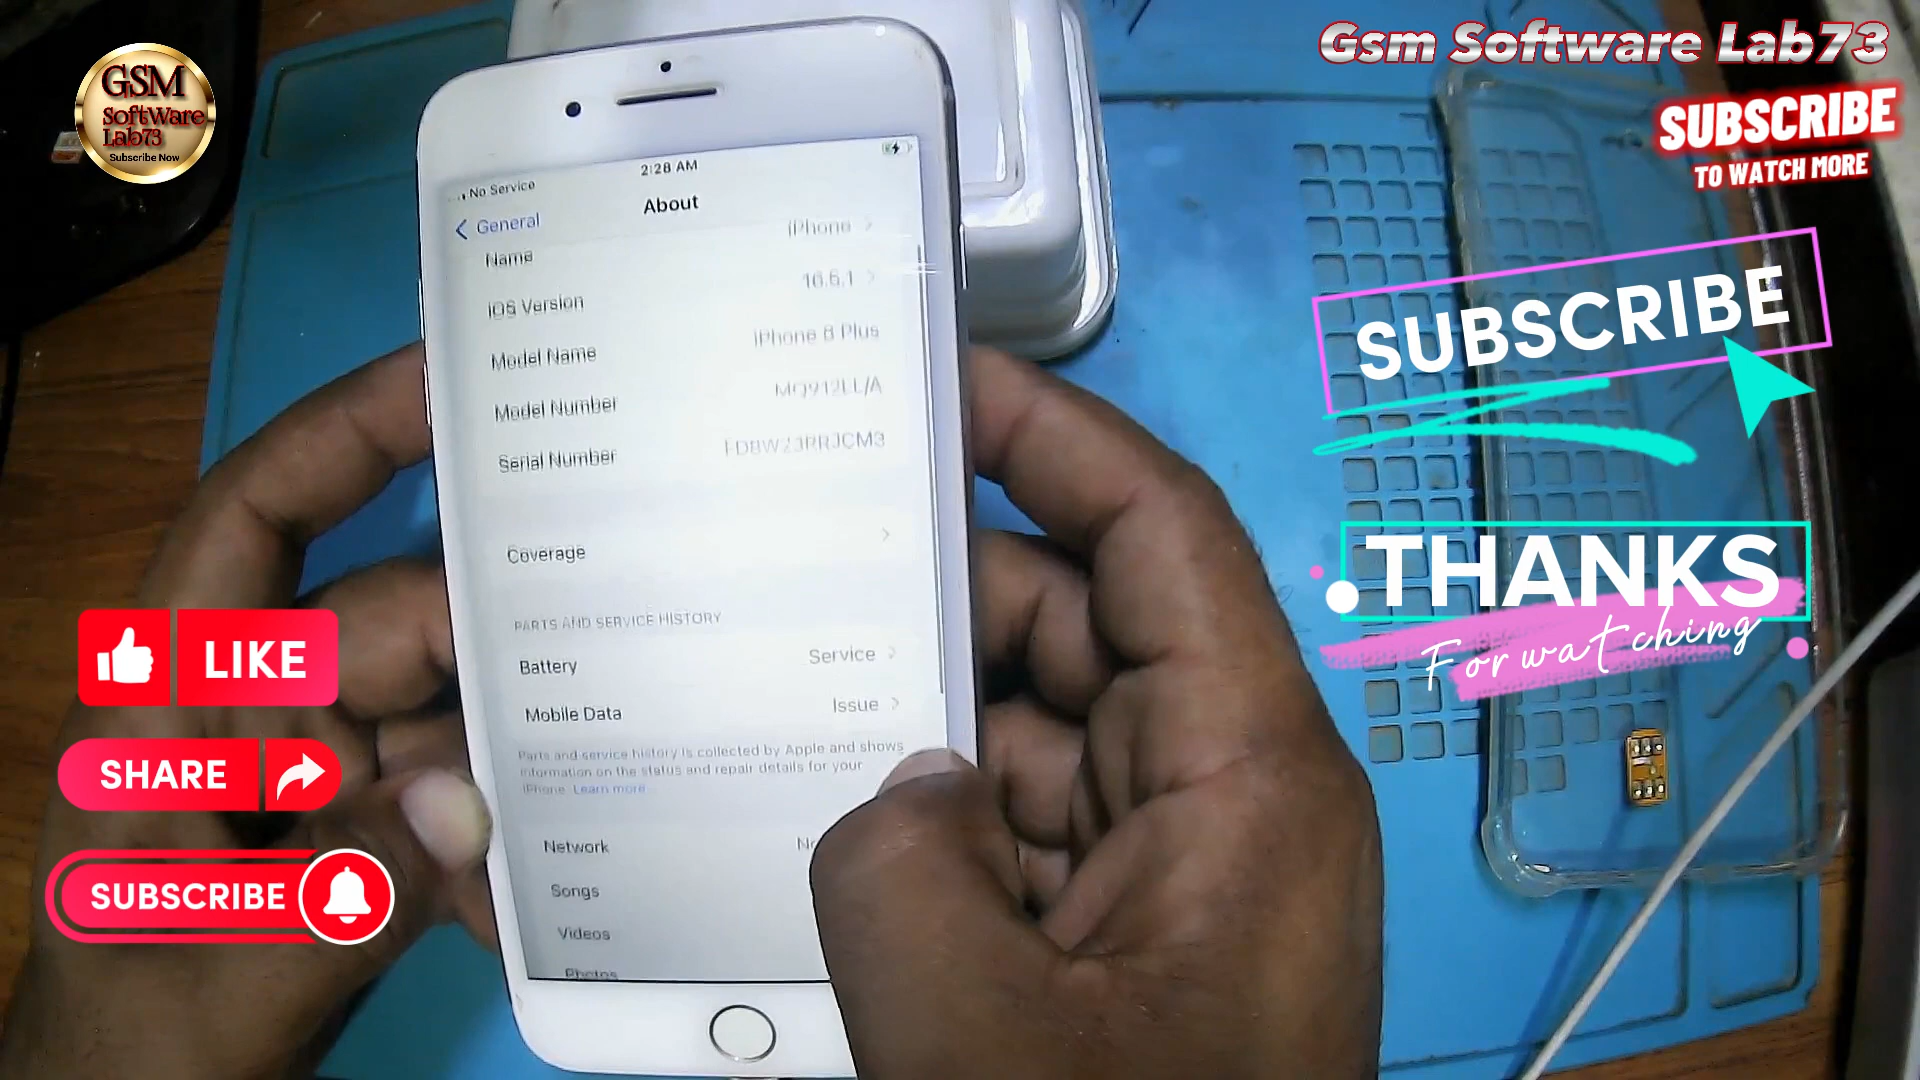 GSM
SoftWare
Lab73
Subscribe Now
Gsm Software Lab73
SUBSCRIBE
TO WATCH MORE
No Service
2:28 AM
General
About
Name
iPhone
iOS Version
16.6.1
Model Name
iPhone 8 Plus
Model Number
MQ912LL/A
Serial Number
Coverage
PARTS AND SERVICE HISTORY
Battery
Service
Mobile Data
Issue
Parts and service history is collected by Apple and shows
information on the status and repair details for your
iPhone. Learn more
Network
Songs
Videos
Photos
SUBSCRIBE
THANKS
For watching
LIKE
SHARE
SUBSCRIBE